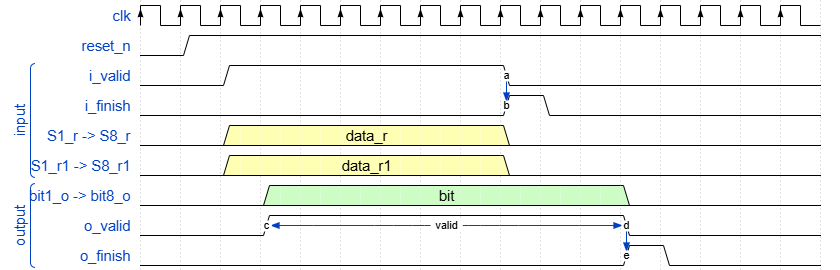 clk
reset_n
i_valid
a
i_finish
b
input
S1_r -> S8_r
data_r
S1_r1 -> S8_r1
data_r1
bit1_o -> bit8_o
bit
output
o_valid
c
valid
d
o_finish
e